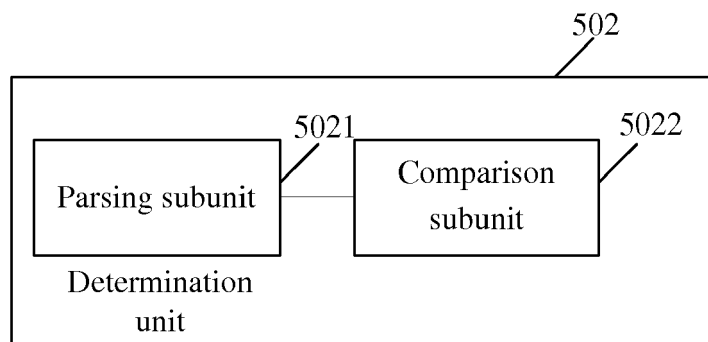 502
5021
5022
Parsing subunit
Comparison
subunit
Determination
unit